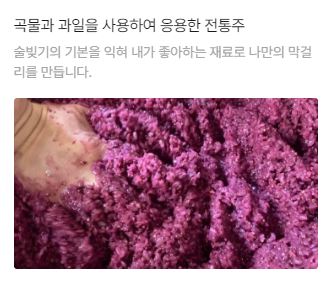 곡물과 과일을 사용하여 응용한 전통주
술빚기의 기본을 익혀 내가 좋아하는 재료로 나만의 막걸
리를 만듭니다.